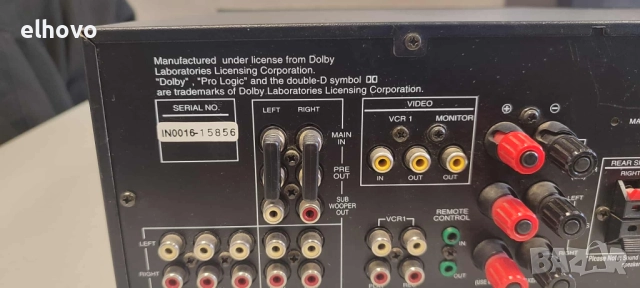 elhovo
Manufactured under license from Dolby
Laboratories Licensing Corporation.
"Dolby", "Pro Logic" and the double-D symbol
are trademarks of Dolby Laboratories Licensing Corporation.
SERIAL NO.
IN0016-15856
LEFT RIGHT
MAIN
IN
PRE
OUT
SUB
WOOPER
OUT
VIDEO
VCR 1 MONITOR
IN OUT OUT
REAR S
RIGHT
LEFT
RIGHT
VCR1
REMOTE
CONTROL
IN
OUT
bazar